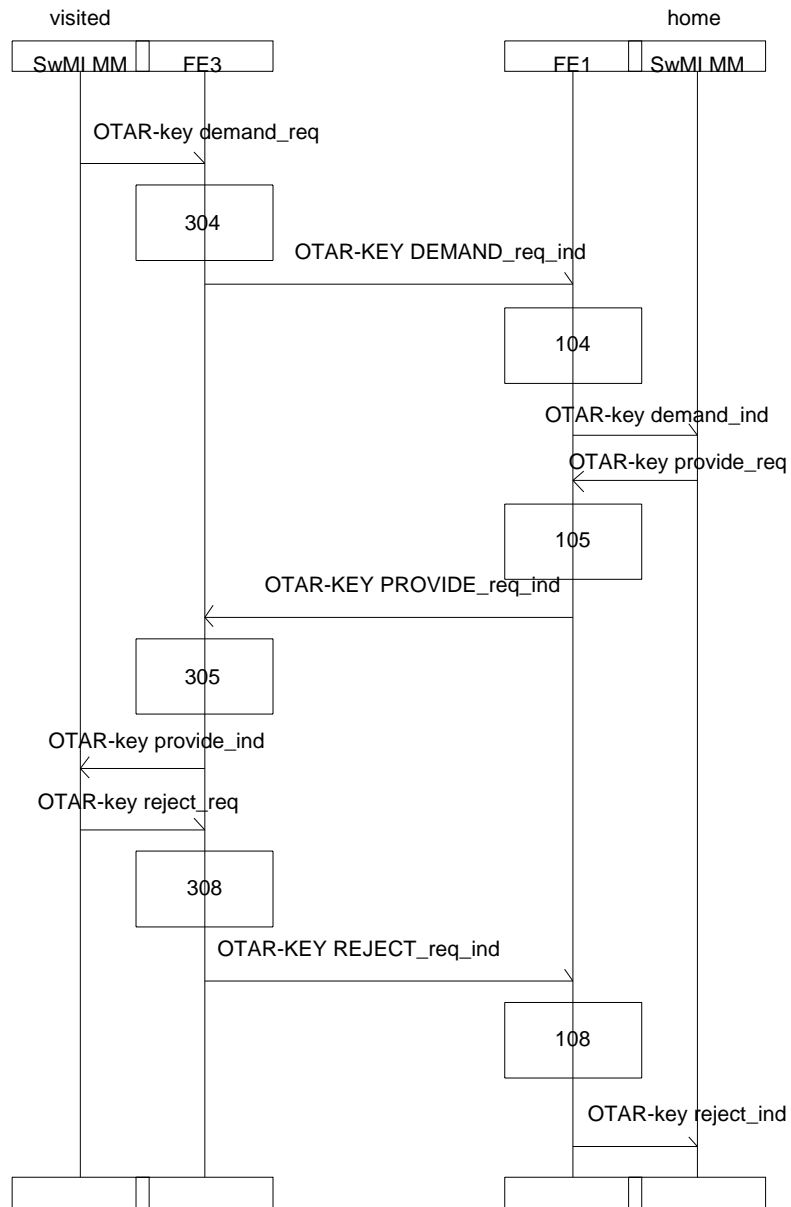 visited home
SwMI MM FE3 FE1 SwMI MM
OTAR-key demand_req
304
OTAR-KEY DEMAND_req_ind
104
OTAR-key demand_ind
OTAR-key provide_req
105
OTAR-KEY PROVIDE_req_ind
305
OTAR-key provide_ind
OTAR-key reject_req
308
OTAR-KEY REJECT_req_ind
108
OTAR-key reject_ind